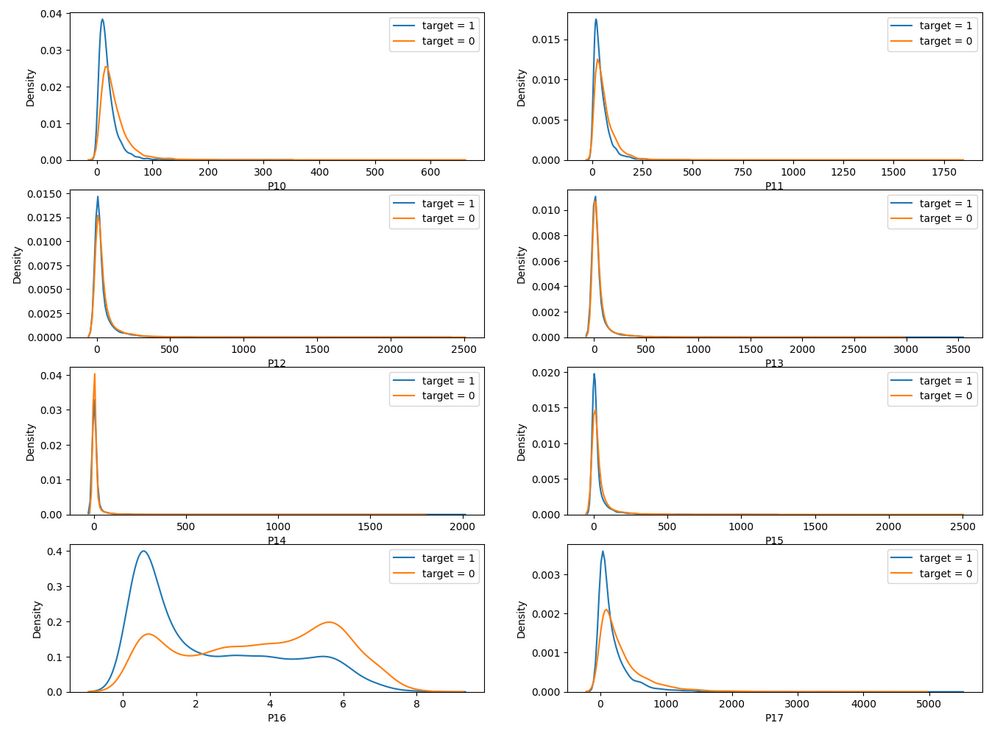 0.04
0.03
0.02
0.01
0.00
Density
0 100 200 300 400 500 600
P10
target = 1
target = 0
0.015
0.010
0.005
0.000
Density
0 250 500 750 1000 1250 1500 1750
P11
target = 1
target = 0
0.0150
0.0125
0.0100
0.0075
0.0050
0.0025
0.0000
Density
0 500 1000 1500 2000 2500
P12
target = 1
target = 0
0.010
0.008
0.006
0.004
0.002
0.000
Density
0 500 1000 1500 2000 2500 3000 3500
P13
target = 1
target = 0
0.04
0.03
0.02
0.01
0.00
Density
0 500 1000 1500 2000
P14
target = 1
target = 0
0.020
0.015
0.010
0.005
0.000
Density
0 500 1000 1500 2000 2500
P15
target = 1
target = 0
0.4
0.3
0.2
0.1
0.0
Density
0 2 4 6 8
P16
target = 1
target = 0
0.003
0.002
0.001
0.000
Density
0 1000 2000 3000 4000 5000
P17
target = 1
target = 0